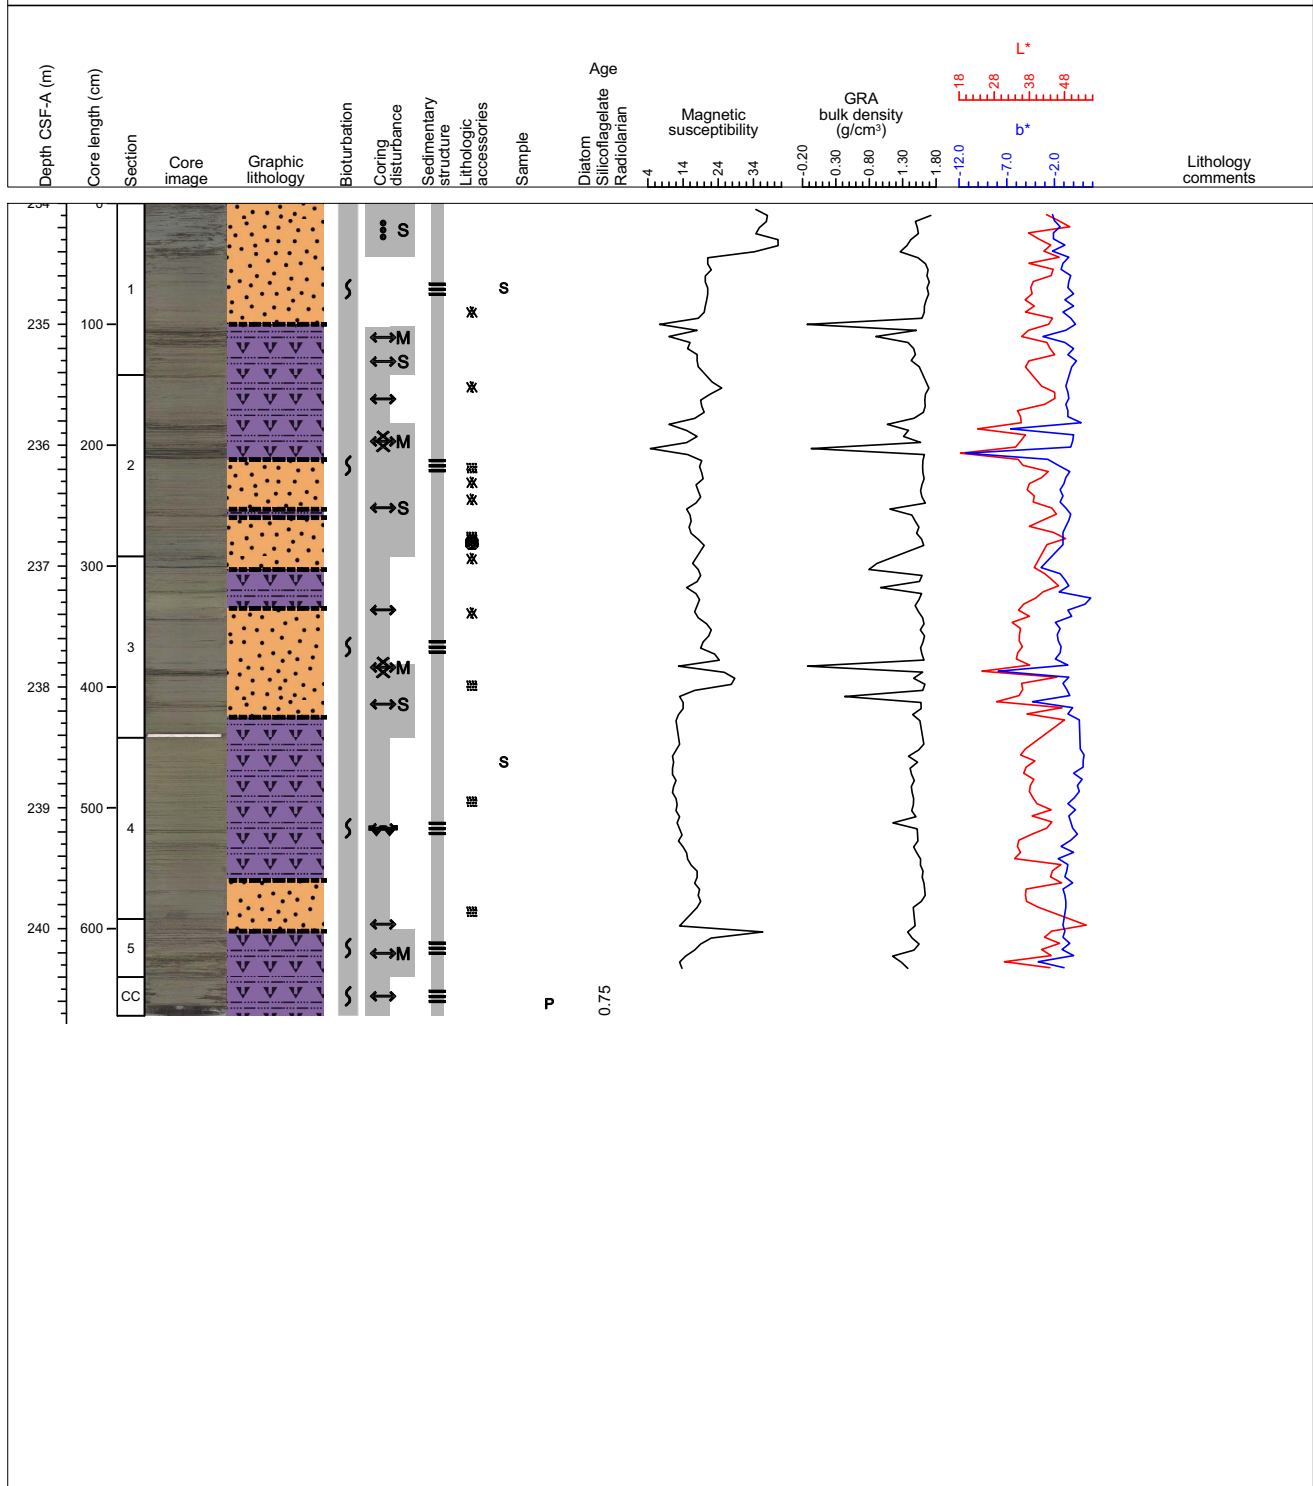 Depth CSF-A (m)
Core length (cm)
Section
Core
image
Graphic
lithology
Bioturbation
Coring
disturbance
Sedimentary
structure
Lithologic
accessories
Sample
Age
Diatom
Silicoflagelate
Radiolarian
Magnetic
susceptibility
4 14 24 34
GRA
bulk density
(g/cm³)
-0.20 0.30 0.80 1.30 1.80
L*
18 28 38 48
b*
-12.0 -7.0 -2.0
Lithology
comments
234 0
S
1 S
235 100
M
S
236 200 M
2
S
237 300
3
M
238 400
S
S
239 500
4
240 600
5 M
CC P 0.75